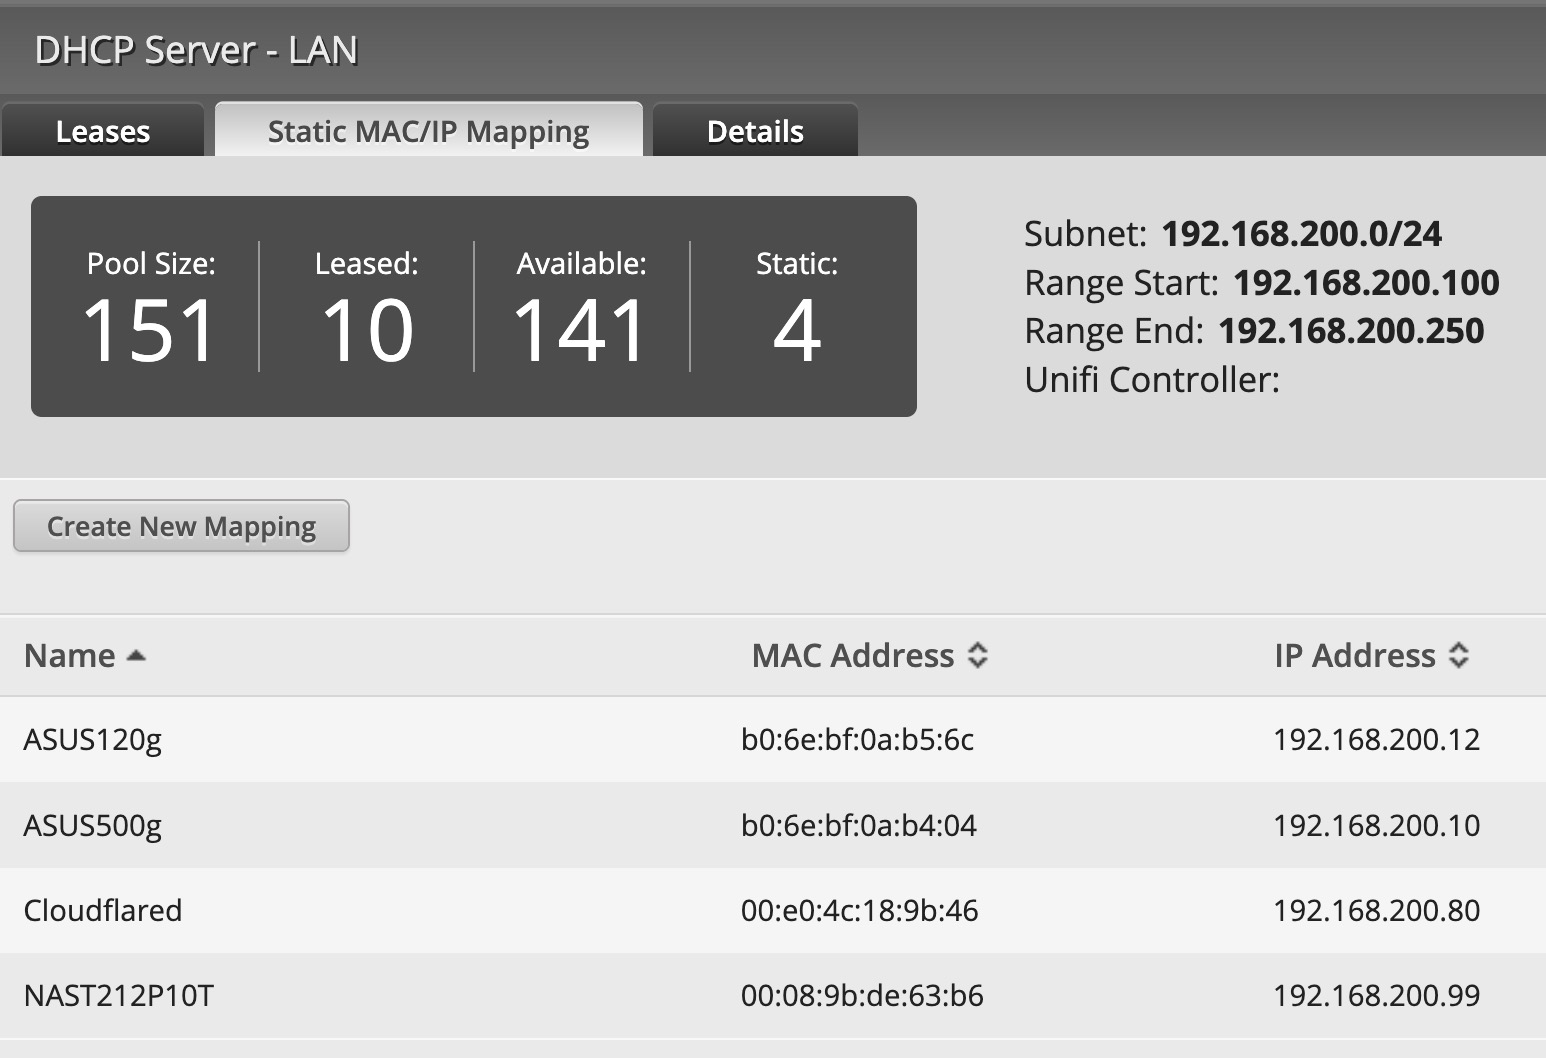 DHCP Server - LAN
Leases Static MAC/IP Mapping Details
Pool Size: Leased: Available: Static:
151 10 141 4
Subnet: 192.168.200.0/24
Range Start: 192.168.200.100
Range End: 192.168.200.250
Unifi Controller:
Create New Mapping
Name MAC Address IP Address
ASUS120g b0:6e:bf:0a:b5:6c 192.168.200.12
ASUS500g b0:6e:bf:0a:b4:04 192.168.200.10
Cloudflared 00:e0:4c:18:9b:46 192.168.200.80
NAST212P10T 00:08:9b:de:63:b6 192.168.200.99